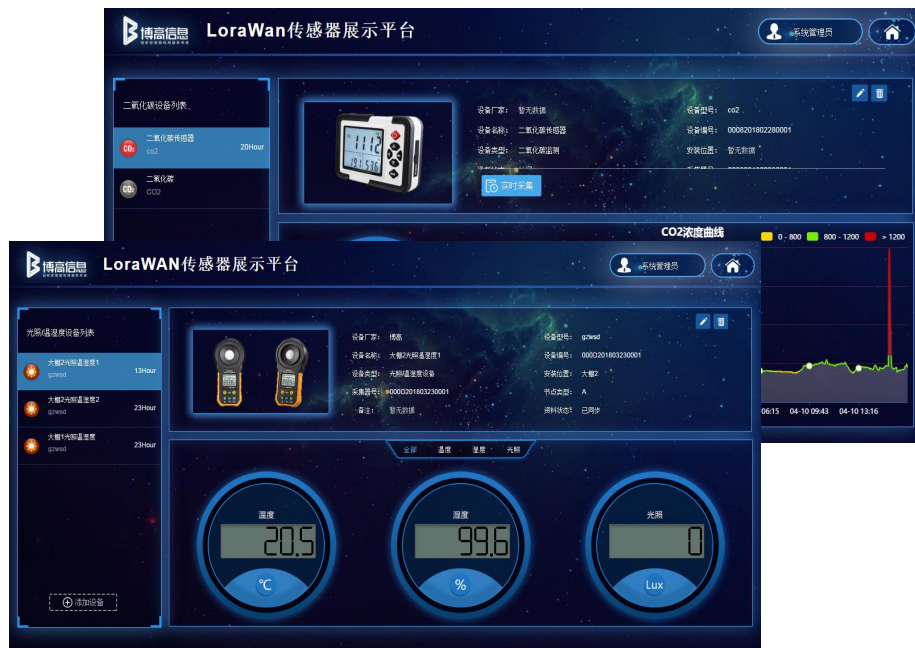 博高信息 LoraWan传感器展示平台
系统管理员
二氧化碳设备列表
二氧化碳传感器
co2
20Hour
二氧化碳
CO2
设备厂家： 暂无数据
设备型号： co2
设备名称： 二氧化碳传感器
设备编号： 0008201802280001
设备类型： 二氧化碳监测
安装位置： 暂无数据
实时采集
CO2浓度曲线
0 - 800
800 - 1200
> 1200
06:15 04-10 09:43 04-10 13:16
博高信息 LoraWAN传感器展示平台
系统管理员
光照/温湿度设备列表
大棚2光照温湿度1
gzwsd
13Hour
大棚2光照温湿度2
gzwsd
23Hour
大棚1光照温湿度
gzwsd
23Hour
添加设备
设备厂家： 博高
设备型号： gzwsd
设备名称： 大棚2光照温湿度1
设备编号： 000D201803230001
设备类型： 光照/温湿度设备
安装位置： 大棚2
采集器号： 000D201803230001
节点类型： A
备注： 暂无数据
资料状态： 已同步
全部 温度 湿度 光照
温度
20.5
℃
湿度
99.6
%
光照
0
Lux